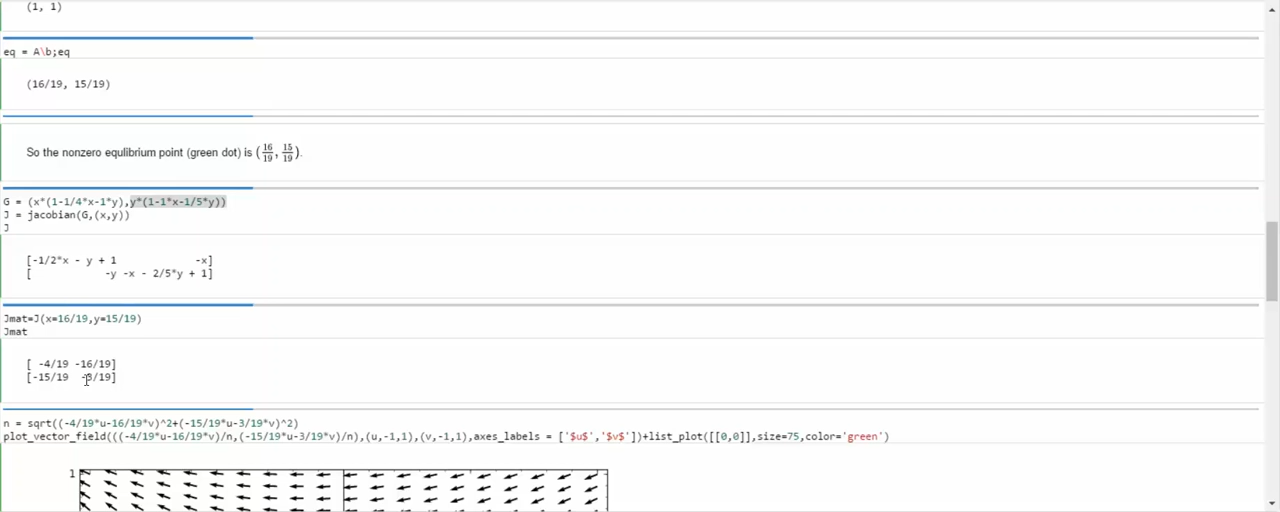 (1, 1)
eq = A\b;eq
(16/19, 15/19)
So the nonzero equlibrium point (green dot) is (16/19, 15/19).
G = (x*(1-1/4*x-1*y),y*(1-1*x-1/5*y))
J = jacobian(G,(x,y))
J
[-1/2*x - y + 1 -x]
[ -y -x - 2/5*y + 1]
Jmat=J(x=16/19,y=15/19)
Jmat
[ -4/19 -16/19]
[-15/19 -3/19]
n = sqrt((-4/19*u-16/19*v)^2+(-15/19*u-3/19*v)^2)
plot_vector_field(((-4/19*u-16/19*v)/n,(-15/19*u-3/19*v)/n),(u,-1,1),(v,-1,1),axes_labels = ['$u$','$v$'])+list_plot([[0,0]],size=75,color='green')
1